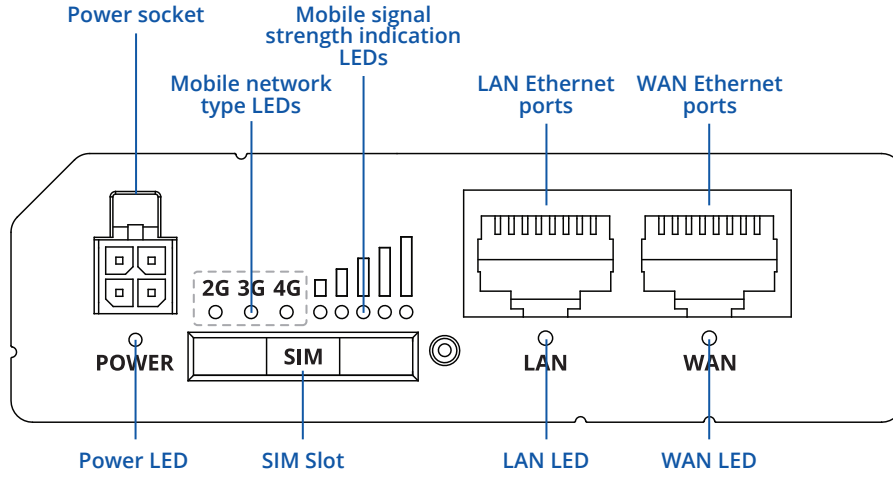 Power socket
Mobile signal
strength indication
LEDs
Mobile network
type LEDs
LAN Ethernet
ports
WAN Ethernet
ports
2G 3G 4G
POWER
SIM
LAN
WAN
Power LED
SIM Slot
LAN LED
WAN LED